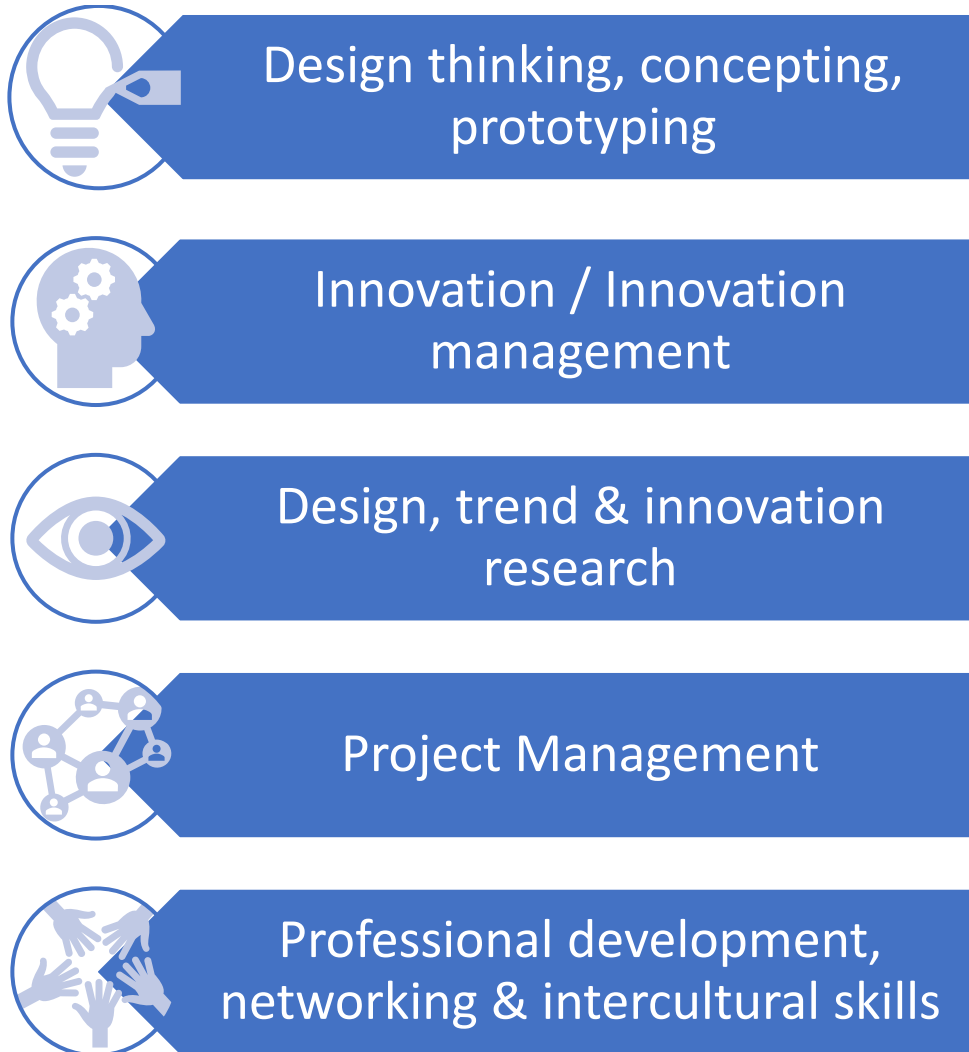 Design thinking, concepting,
prototyping
Innovation / Innovation
management
Design, trend & innovation
research
Project Management
Professional development,
networking & intercultural skills